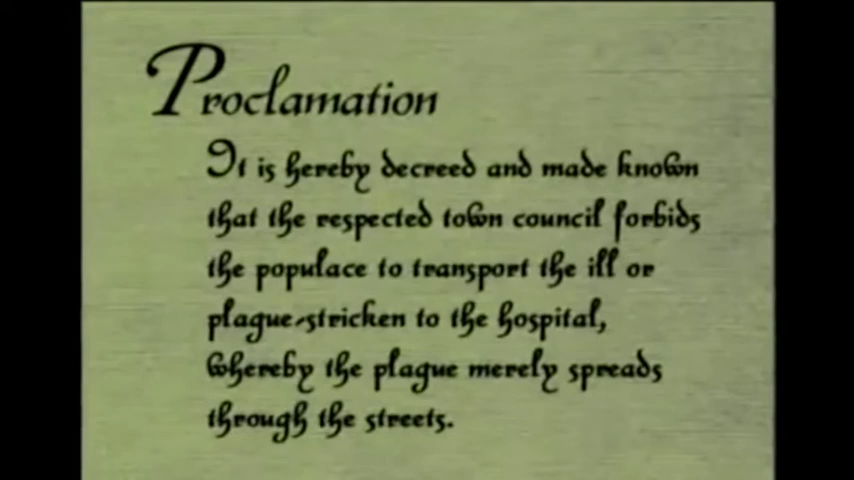 Proclamation
It is hereby decreed and made known
that the respected town council forbids
the populace to transport the ill or
plague-stricken to the hospital,
whereby the plague merely spreads
through the streets.